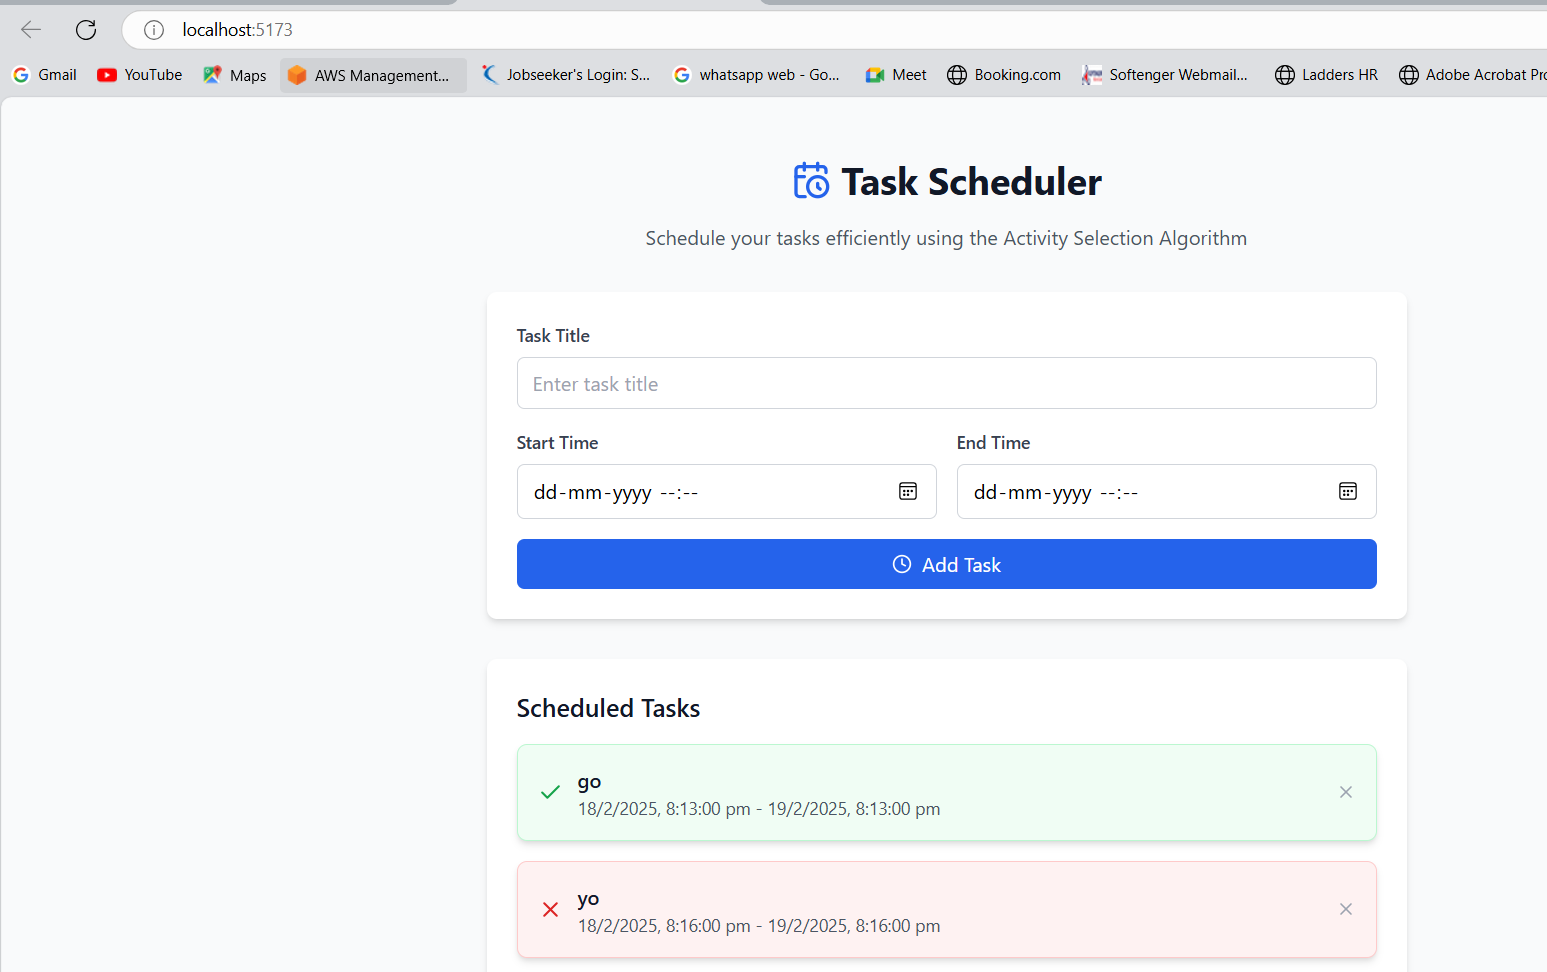 localhost:5173
Gmail YouTube Maps AWS Management... Jobseeker's Login: S... whatsapp web - Go... Meet Booking.com Softenger Webmail... Ladders HR Adobe Acrobat Pro
Task Scheduler
Schedule your tasks efficiently using the Activity Selection Algorithm
Task Title
Enter task title
Start Time End Time
dd-mm-yyyy --:-- dd-mm-yyyy --:--
Add Task
Scheduled Tasks
go
18/2/2025, 8:13:00 pm - 19/2/2025, 8:13:00 pm
yo
18/2/2025, 8:16:00 pm - 19/2/2025, 8:16:00 pm